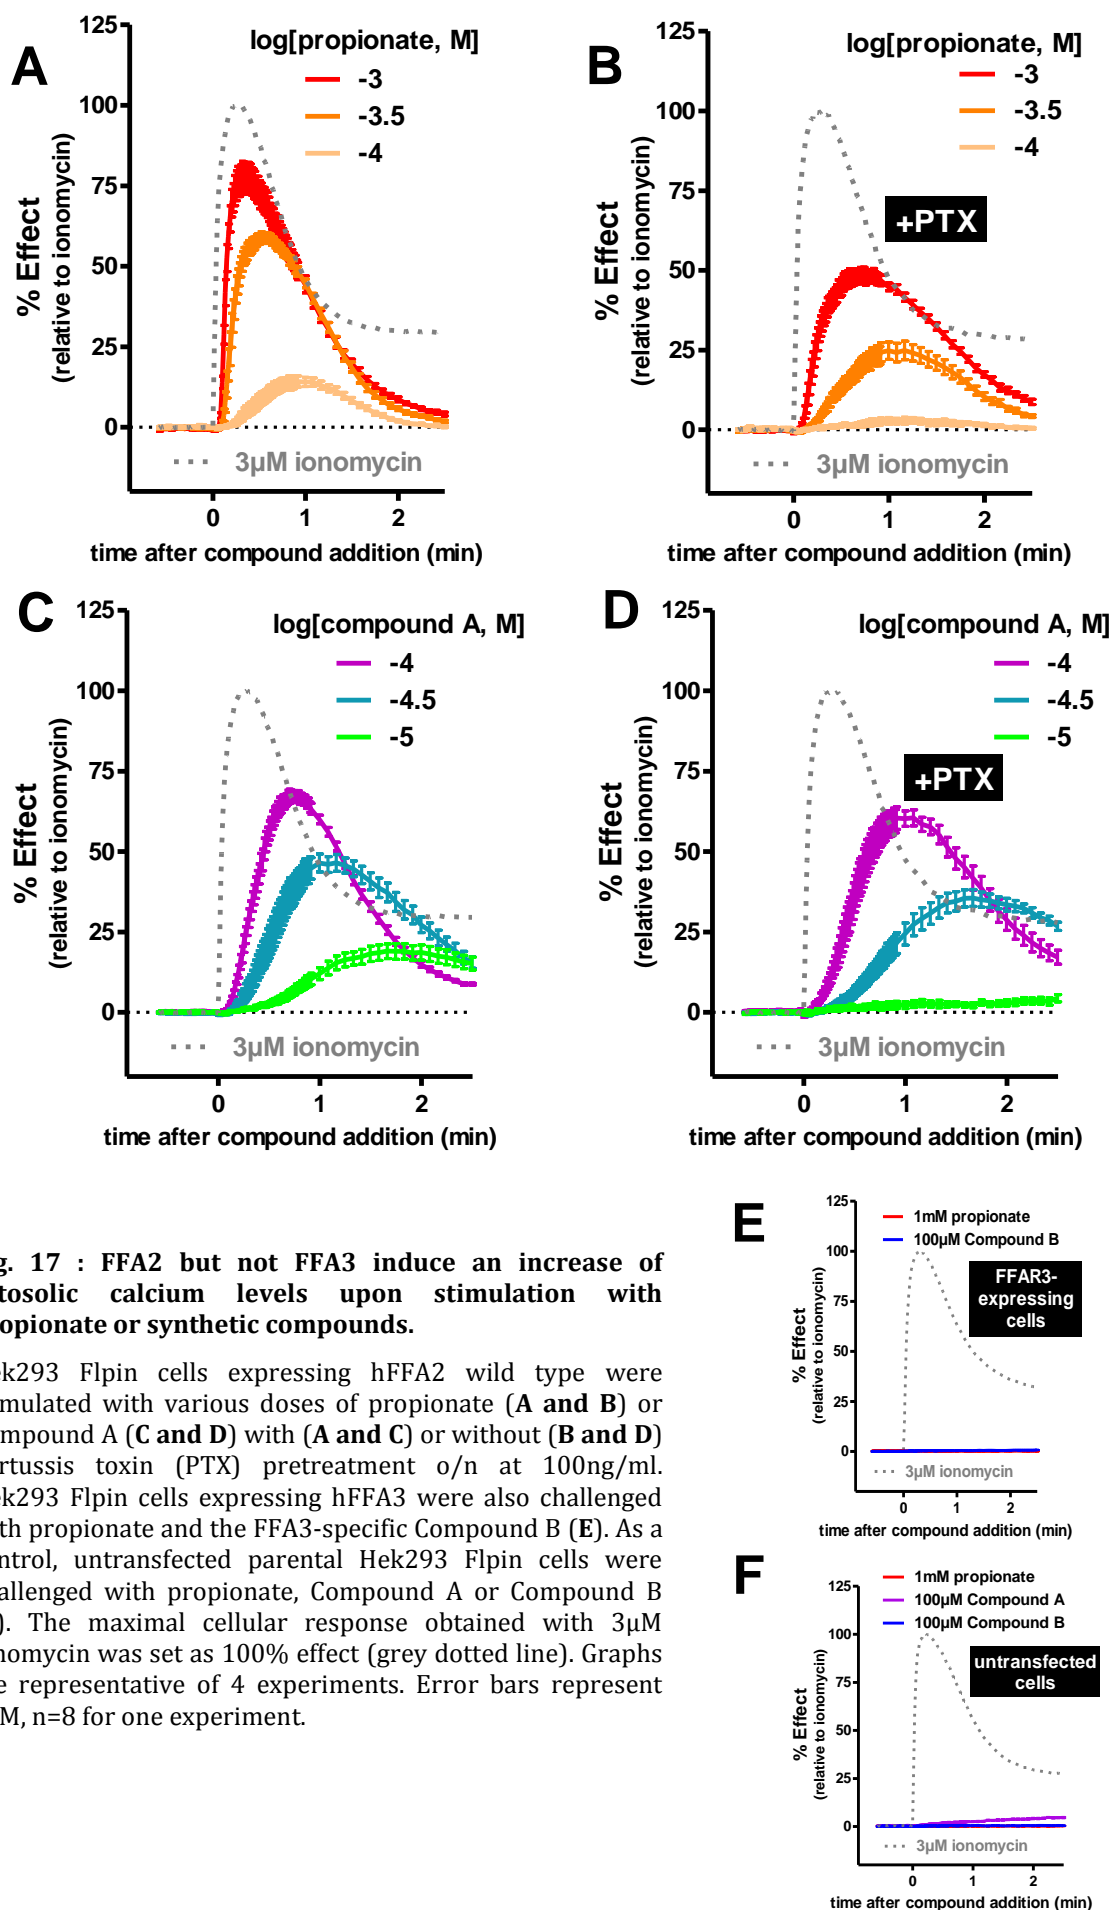 A
125
100
75
50
25
0
% Effect
(relative to ionomycin)
log[propionate, M]
-3
-3.5
-4
3µM ionomycin
0 1 2
time after compound addition (min)
B
125
100
75
50
25
0
% Effect
(relative to ionomycin)
log[propionate, M]
-3
-3.5
-4
+PTX
3µM ionomycin
0 1 2
time after compound addition (min)
C
125
100
75
50
25
0
% Effect
(relative to ionomycin)
log[compound A, M]
-4
-4.5
-5
3µM ionomycin
0 1 2
time after compound addition (min)
D
125
100
75
50
25
0
% Effect
(relative to ionomycin)
log[compound A, M]
-4
-4.5
-5
+PTX
3µM ionomycin
0 1 2
time after compound addition (min)
g. 17 : FFA2 but not FFA3 induce an increase of
tosolic calcium levels upon stimulation with
opionate or synthetic compounds.
ek293 Flpin cells expressing hFFA2 wild type were
imulated with various doses of propionate (A and B) or
ompound A (C and D) with (A and C) or without (B and D)
ertussis toxin (PTX) pretreatment o/n at 100ng/ml.
ek293 Flpin cells expressing hFFA3 were also challenged
ith propionate and the FFA3-specific Compound B (E). As a
ontrol, untransfected parental Hek293 Flpin cells were
allenged with propionate, Compound A or Compound B
). The maximal cellular response obtained with 3µM
nomycin was set as 100% effect (grey dotted line). Graphs
e representative of 4 experiments. Error bars represent
M, n=8 for one experiment.
E
125
100
75
50
25
0
% Effect
(relative to ionomycin)
1mM propionate
100µM Compound B
FFAR3-
expressing
cells
3µM ionomycin
0 1 2
time after compound addition (min)
F
125
100
75
50
25
0
% Effect
(relative to ionomycin)
1mM propionate
100µM Compound A
100µM Compound B
untransfected
cells
3µM ionomycin
0 1 2
time after compound addition (min)